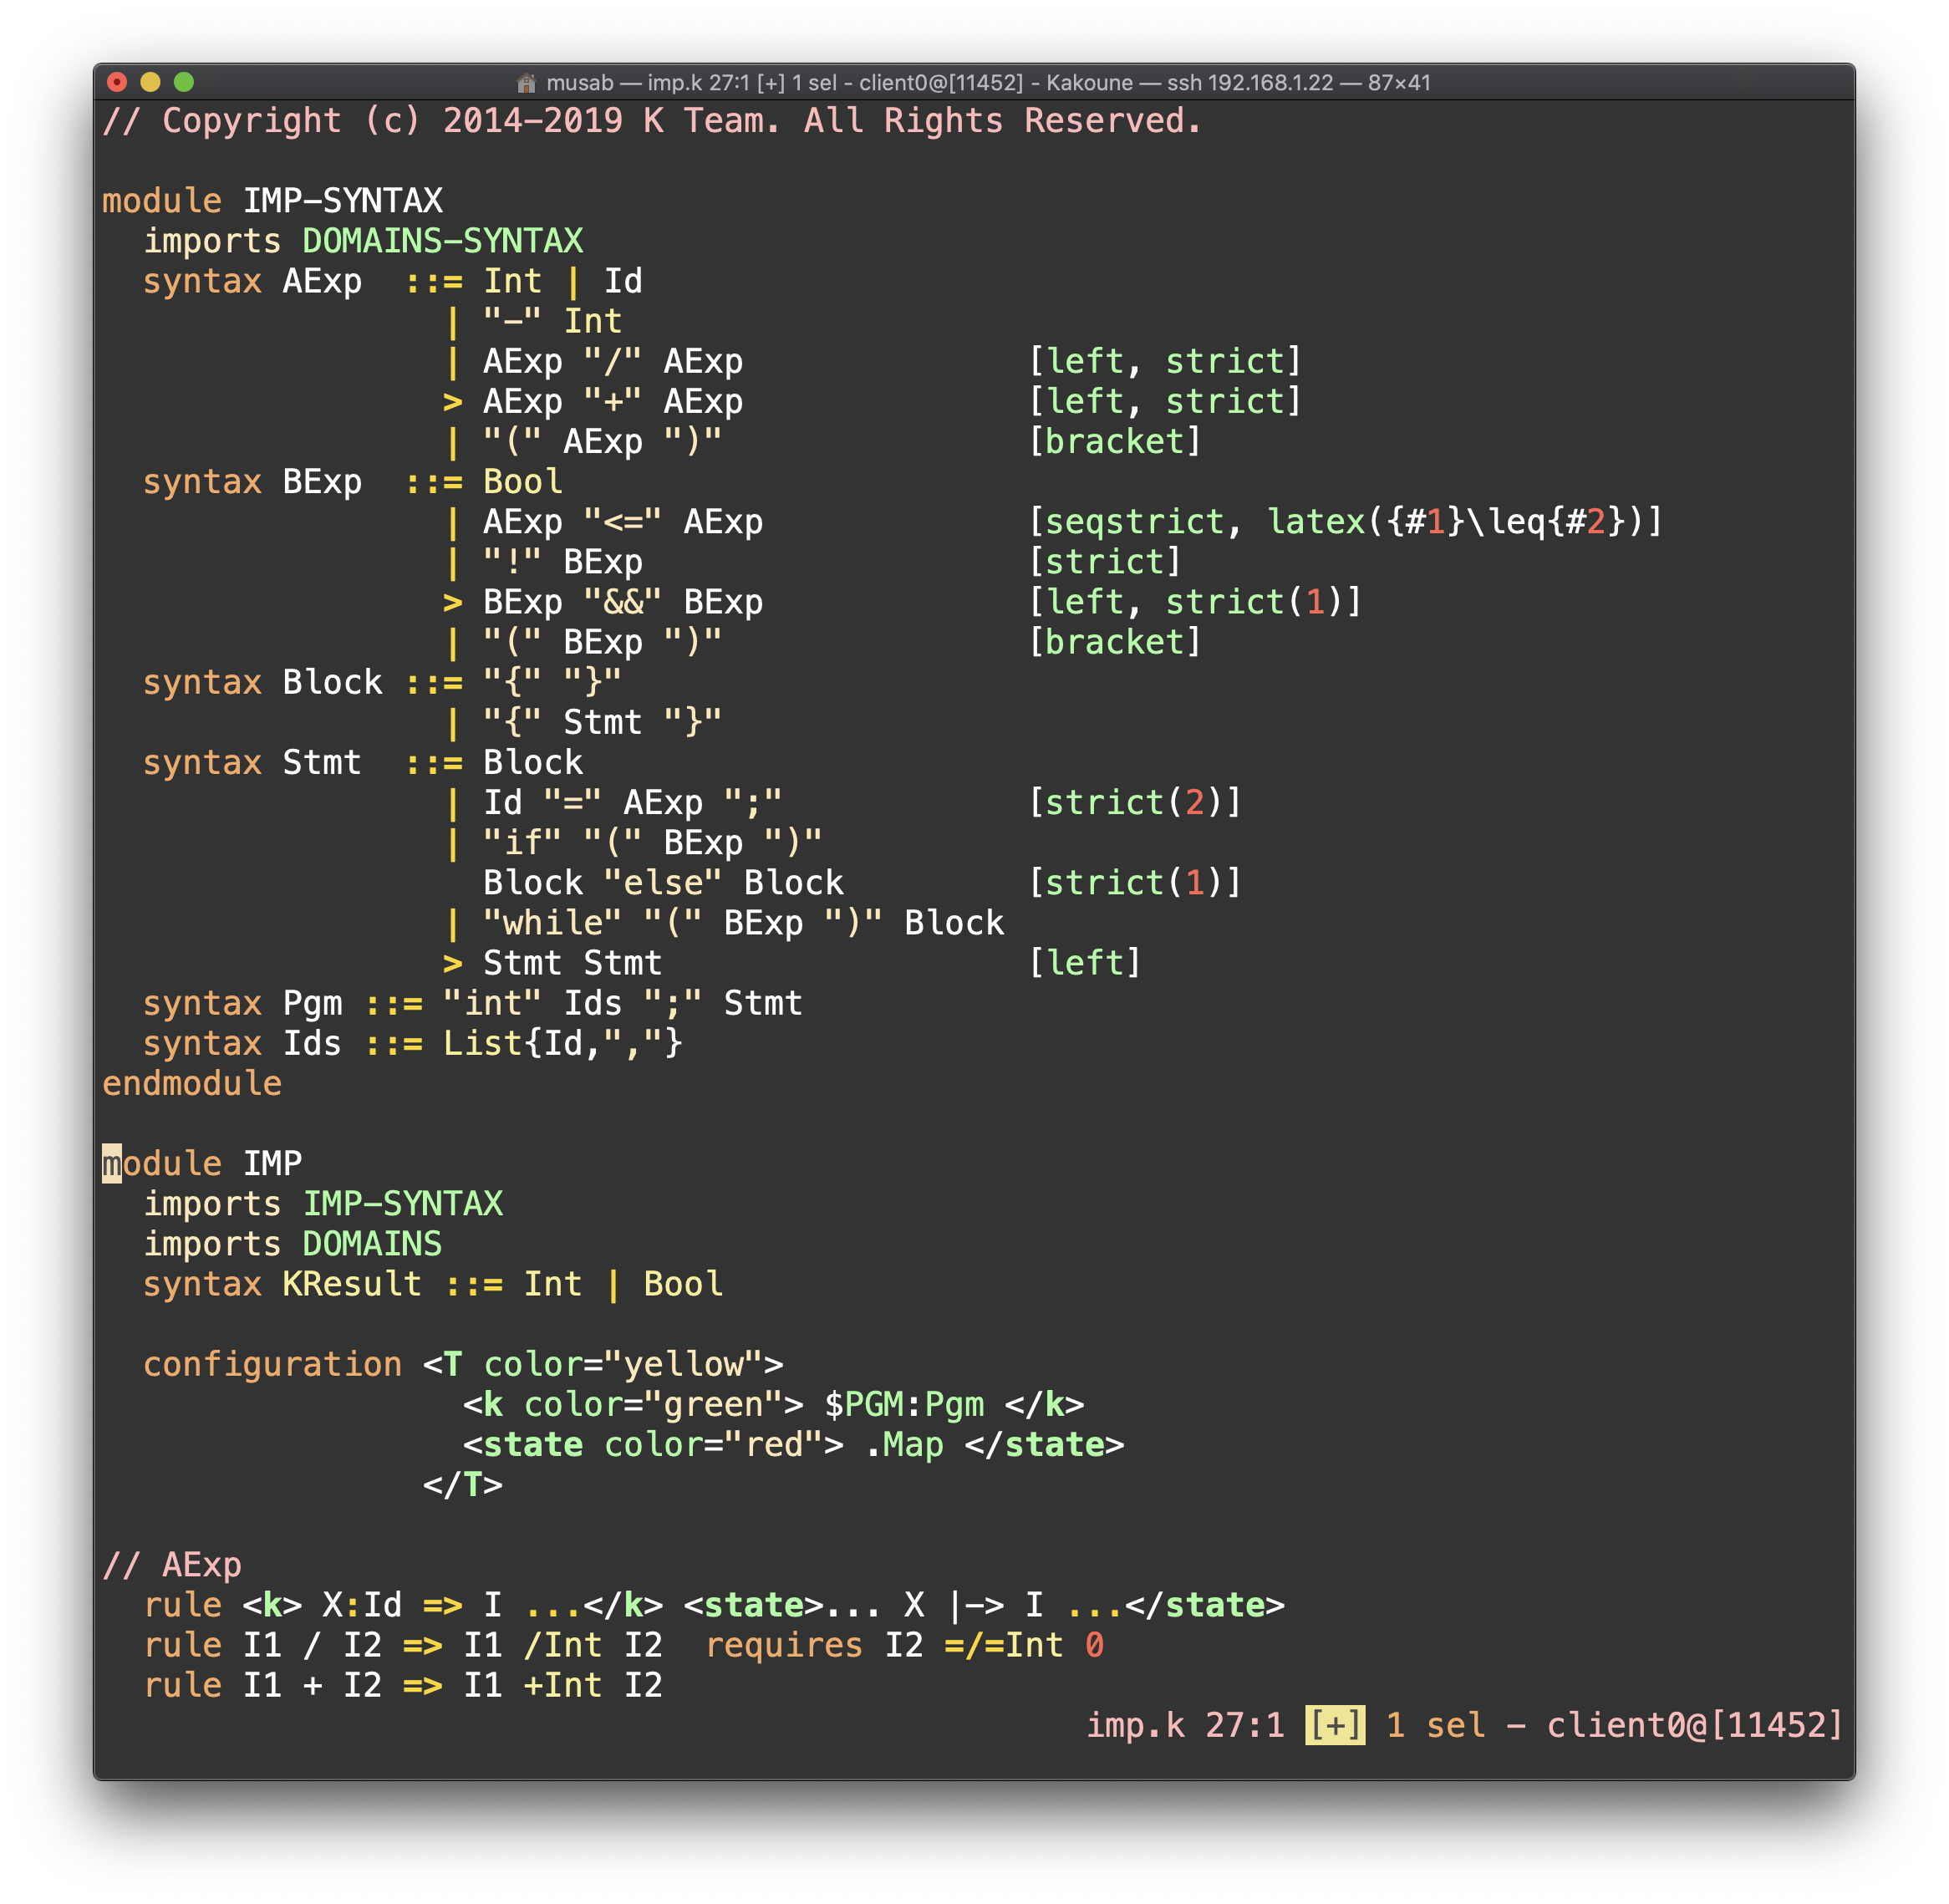 musab — imp.k 27:1 [+] 1 sel - client0@[11452] - Kakoune — ssh 192.168.1.22 — 87×41
// Copyright (c) 2014-2019 K Team. All Rights Reserved.
module IMP-SYNTAX
  imports DOMAINS-SYNTAX
  syntax AExp  ::= Int | Id
                 | "-" Int
                 | AExp "/" AExp              [left, strict]
                 > AExp "+" AExp              [left, strict]
                 | "(" AExp ")"               [bracket]
  syntax BExp  ::= Bool
                 | AExp "<=" AExp             [seqstrict, latex({#1}\leq{#2})]
                 | "!" BExp                   [strict]
                 > BExp "&&" BExp             [left, strict(1)]
                 | "(" BExp ")"               [bracket]
  syntax Block ::= "{" "}"
                 | "{" Stmt "}"
  syntax Stmt  ::= Block
                 | Id "=" AExp ";"            [strict(2)]
                 | "if" "(" BExp ")"
                   Block "else" Block         [strict(1)]
                 | "while" "(" BExp ")" Block
                 > Stmt Stmt                  [left]
  syntax Pgm ::= "int" Ids ";" Stmt
  syntax Ids ::= List{Id,","}
endmodule
module IMP
  imports IMP-SYNTAX
  imports DOMAINS
  syntax KResult ::= Int | Bool
  configuration <T color="yellow">
                  <k color="green"> $PGM:Pgm </k>
                  <state color="red"> .Map </state>
                </T>
// AExp
  rule <k> X:Id => I ...</k> <state>... X |-> I ...</state>
  rule I1 / I2 => I1 /Int I2  requires I2 =/=Int 0
  rule I1 + I2 => I1 +Int I2
imp.k 27:1 [+] 1 sel - client0@[11452]